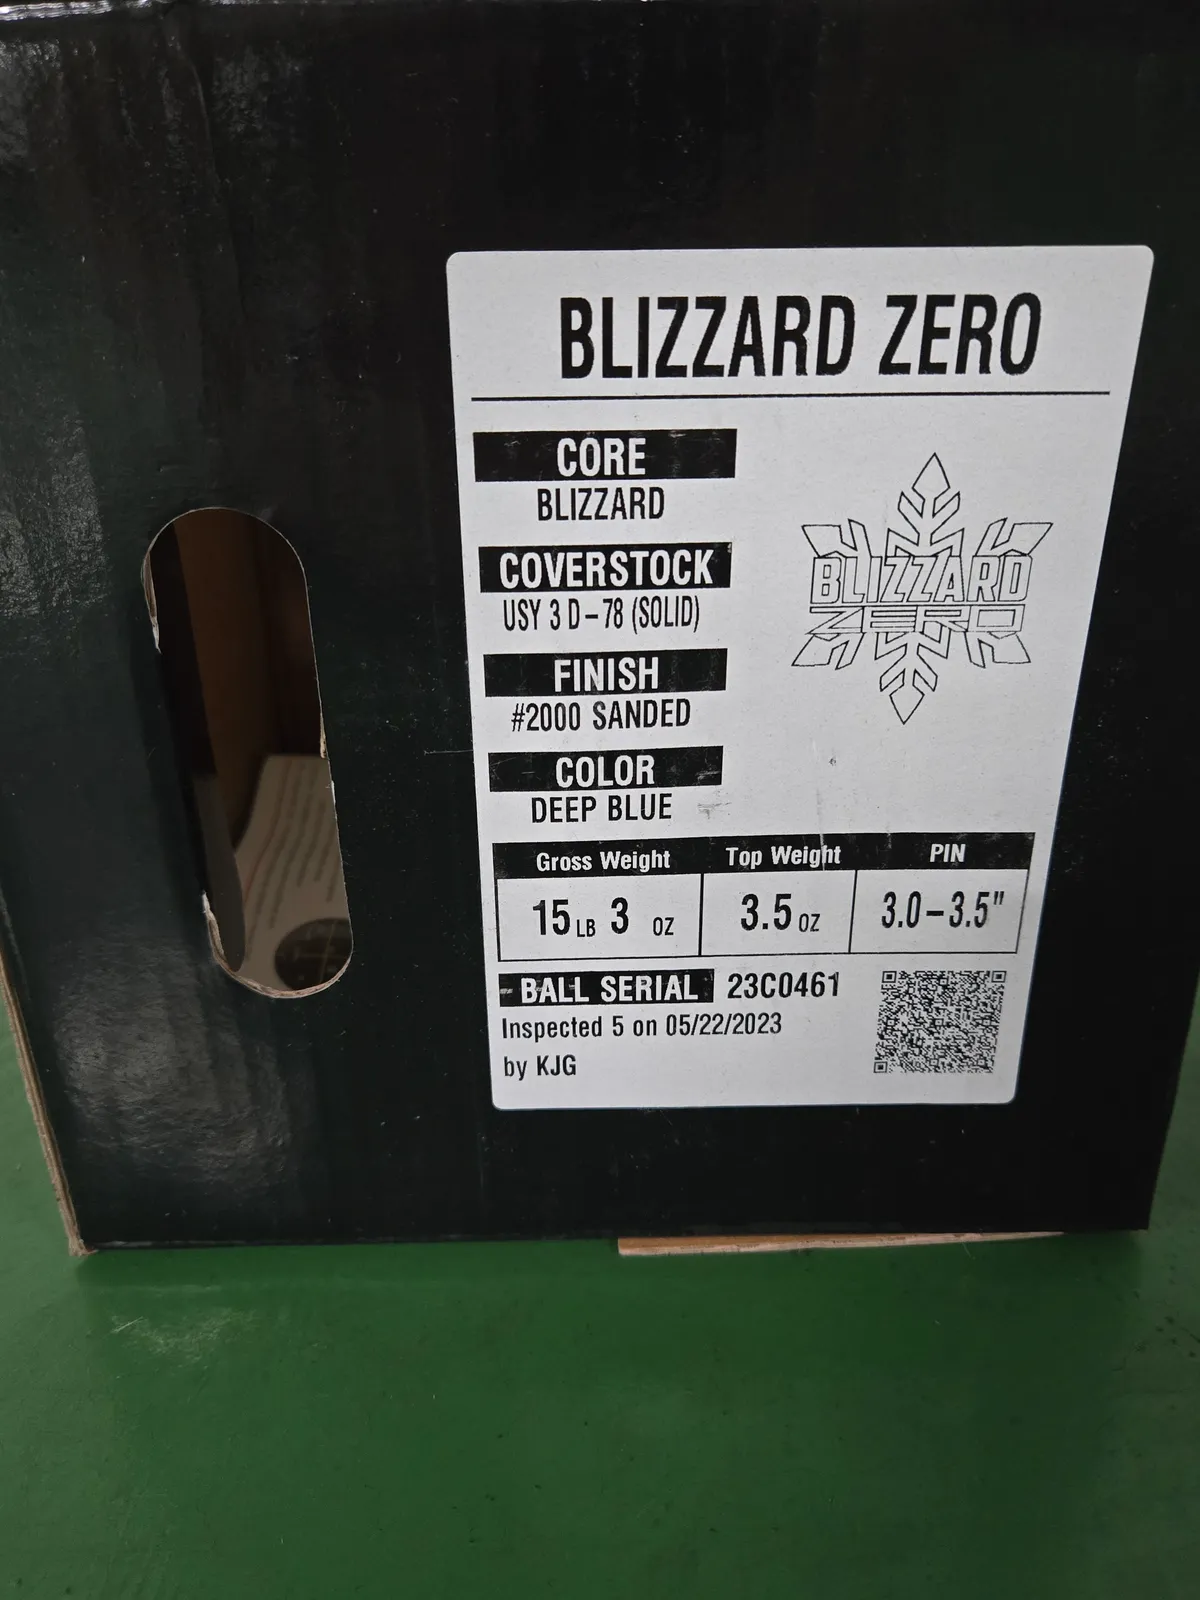 BLIZZARD ZERO
CORE
BLIZZARD
COVERSTOCK
USY 3 D-78 (SOLID)
FINISH
#2000 SANDED
COLOR
DEEP BLUE
BLIZZARD
ZERO
Gross Weight Top Weight PIN
15 LB 3 OZ 3.5 OZ 3.0-3.5"
BALL SERIAL 23C0461
Inspected 5 on 05/22/2023
by KJG